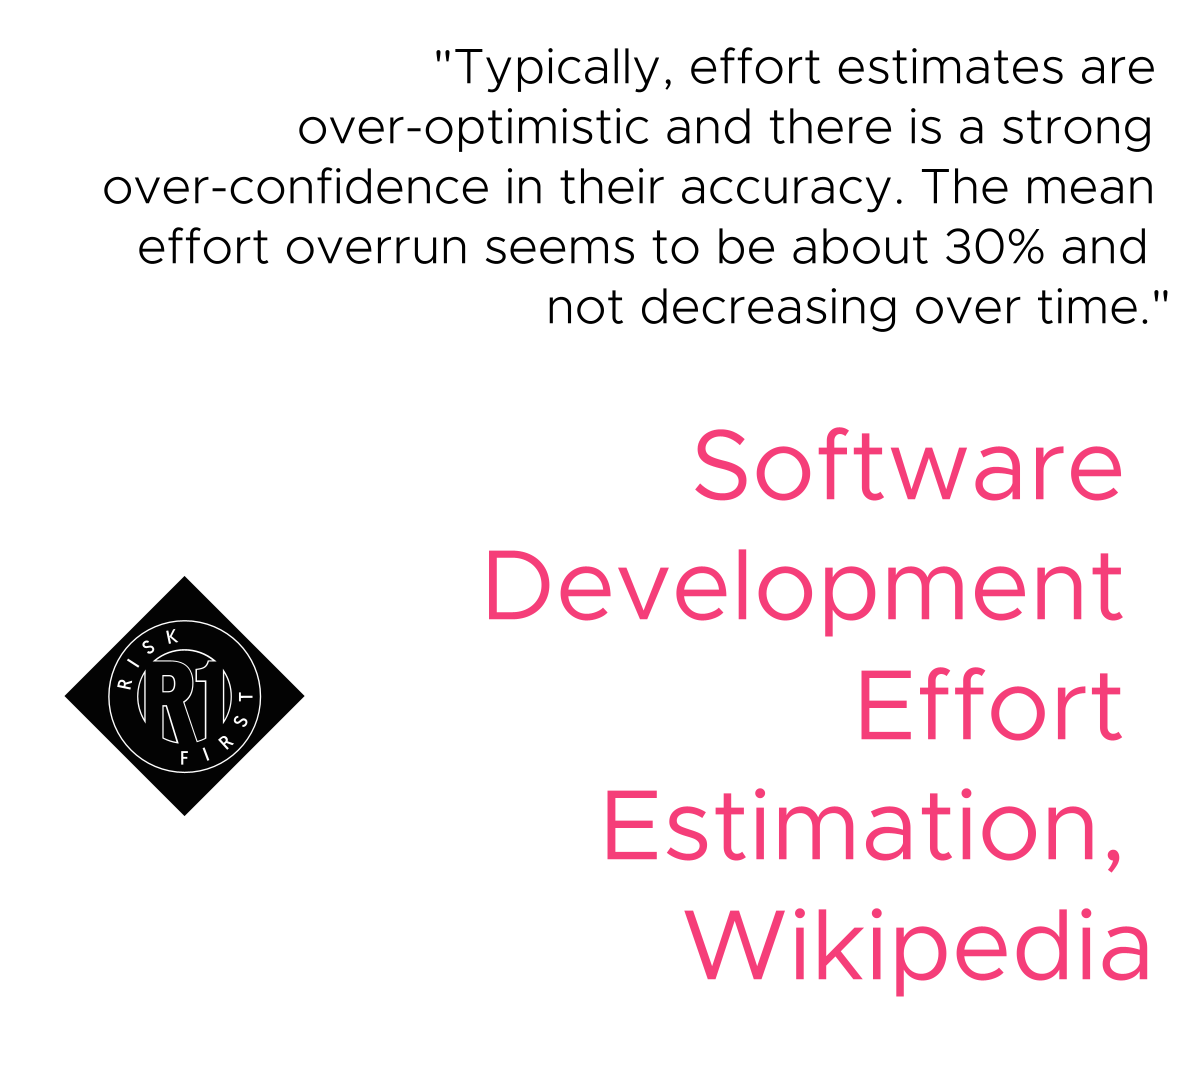 "Typically, effort estimates are
over-optimistic and there is a strong
over-confidence in their accuracy. The mean
effort overrun seems to be about 30% and
not decreasing over time."
Software
Development
Effort
Estimation,
Wikipedia
RISK
R1
FIRST